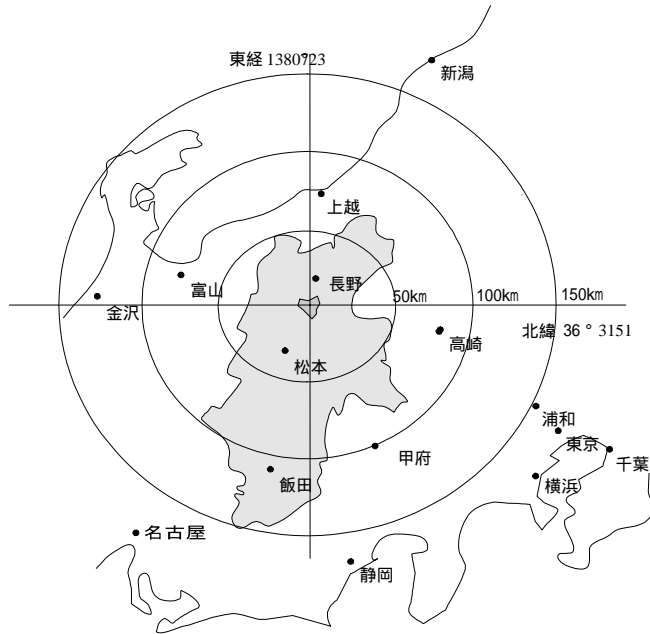 東経 1380723
新潟
上越
長野
富山
50km
100km
150km
金沢
北緯 36 ° 3151
高崎
松本
浦和
東京
甲府
千葉
飯田
横浜
名古屋
静岡